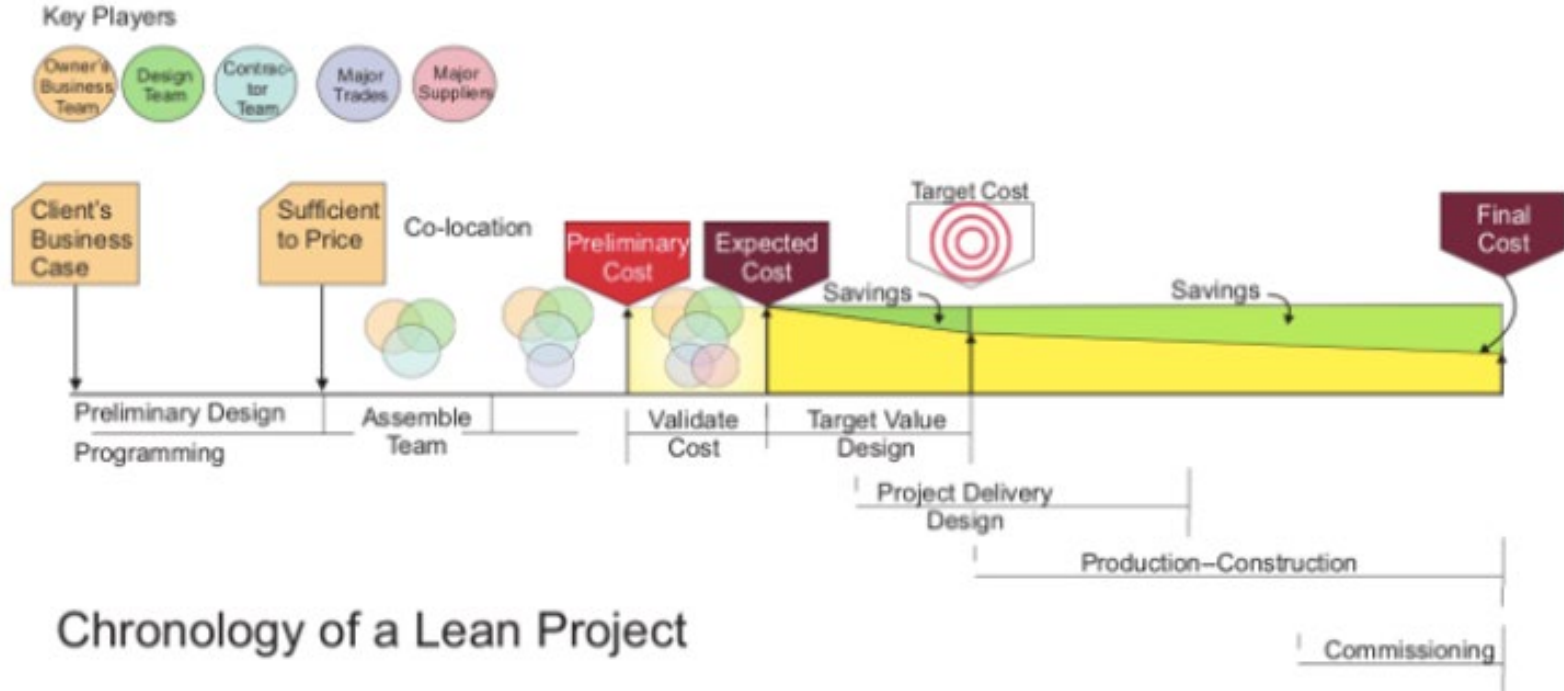 Key Players
Owner's
Business
Team
Design
Team
Contrac-
tor
Team
Major
Trades
Major
Suppliers
Client's
Business
Case
Sufficient
to Price
Co-location
Preliminary
Cost
Expected
Cost
Target Cost
Final
Cost
Savings
Savings
Preliminary Design
Programming
Assemble
Team
Validate
Cost
Target Value
Design
Project Delivery
Design
Production–Construction
Commissioning
Chronology of a Lean Project